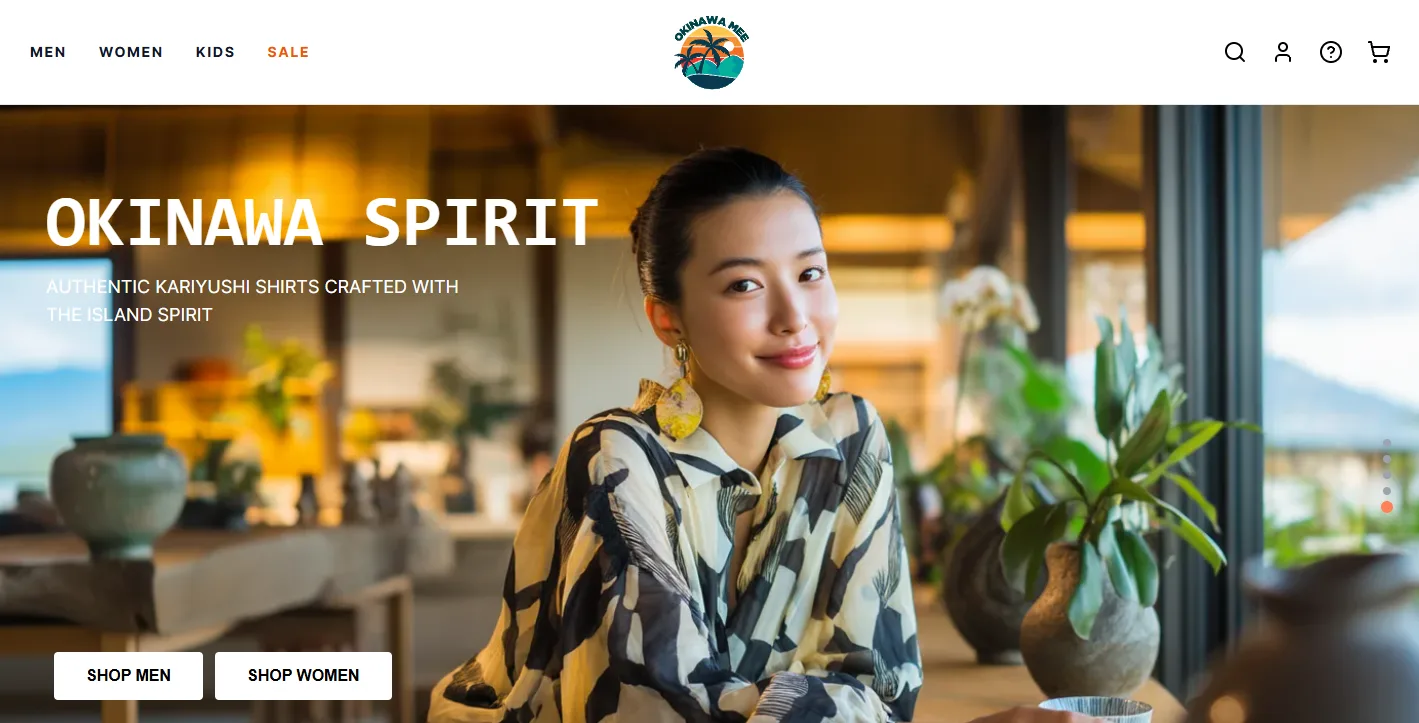 MEN
WOMEN
KIDS
SALE
OKINAWA MEE
OKINAWA SPIRIT
AUTHENTIC KARIYUSHI SHIRTS CRAFTED WITH
THE ISLAND SPIRIT
SHOP MEN
SHOP WOMEN